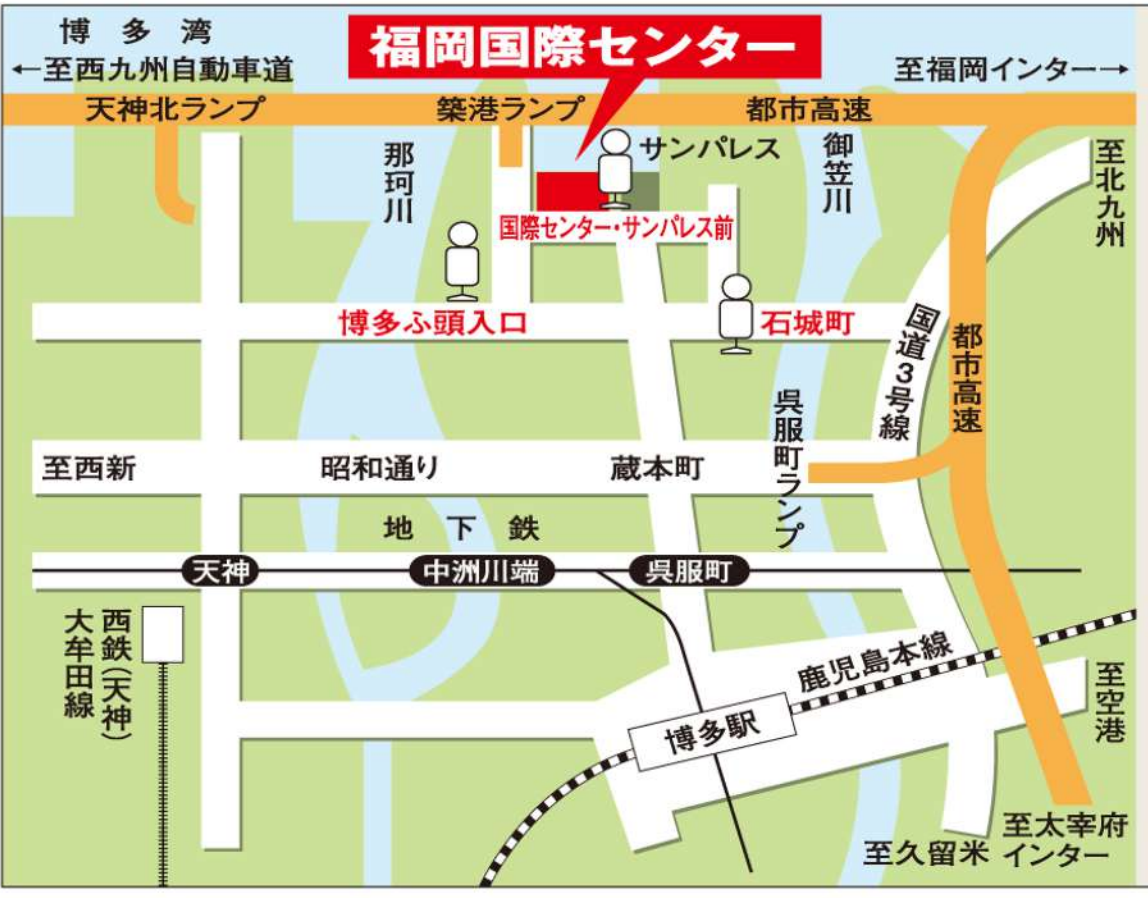 博多湾
福岡国際センター
←至西九州自動車道
至福岡インター→
天神北ランプ
築港ランプ
都市高速
那珂川
サンパレス
御笠川
至北九州
国際センター・サンパレス前
博多ふ頭入口
石城町
国道3号線
都市高速
呉服町ランプ
至西新
昭和通り
蔵本町
地下鉄
天神
中洲川端
呉服町
西鉄(天神)
大牟田線
鹿児島本線
博多駅
至空港
至久留米
至太宰府
インター